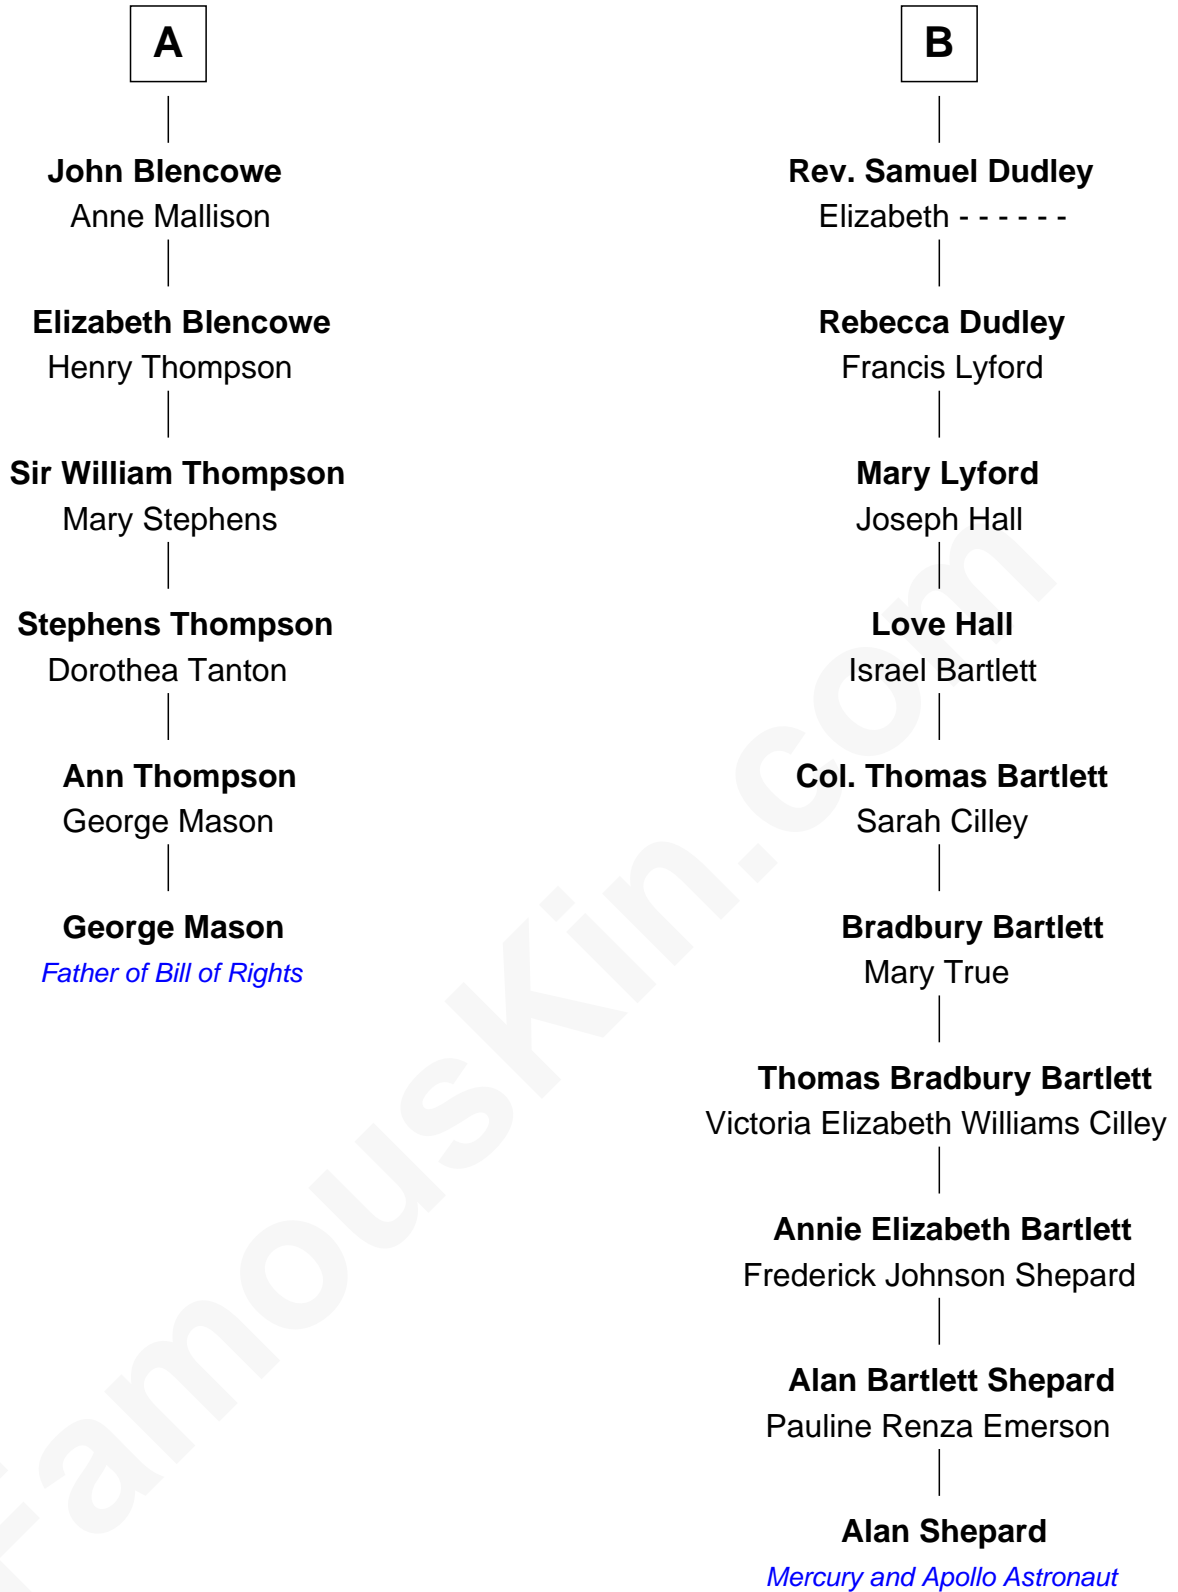 A
John Blencowe
Anne Mallison
Elizabeth Blencowe
Henry Thompson
Sir William Thompson
Mary Stephens
Stephens Thompson
Dorothea Tanton
Ann Thompson
George Mason
George Mason
Father of Bill of Rights
B
Rev. Samuel Dudley
Elizabeth - - - - - -
Rebecca Dudley
Francis Lyford
Mary Lyford
Joseph Hall
Love Hall
Israel Bartlett
Col. Thomas Bartlett
Sarah Cilley
Bradbury Bartlett
Mary True
Thomas Bradbury Bartlett
Victoria Elizabeth Williams Cilley
Annie Elizabeth Bartlett
Frederick Johnson Shepard
Alan Bartlett Shepard
Pauline Renza Emerson
Alan Shepard
Mercury and Apollo Astronaut
FamousKin.com